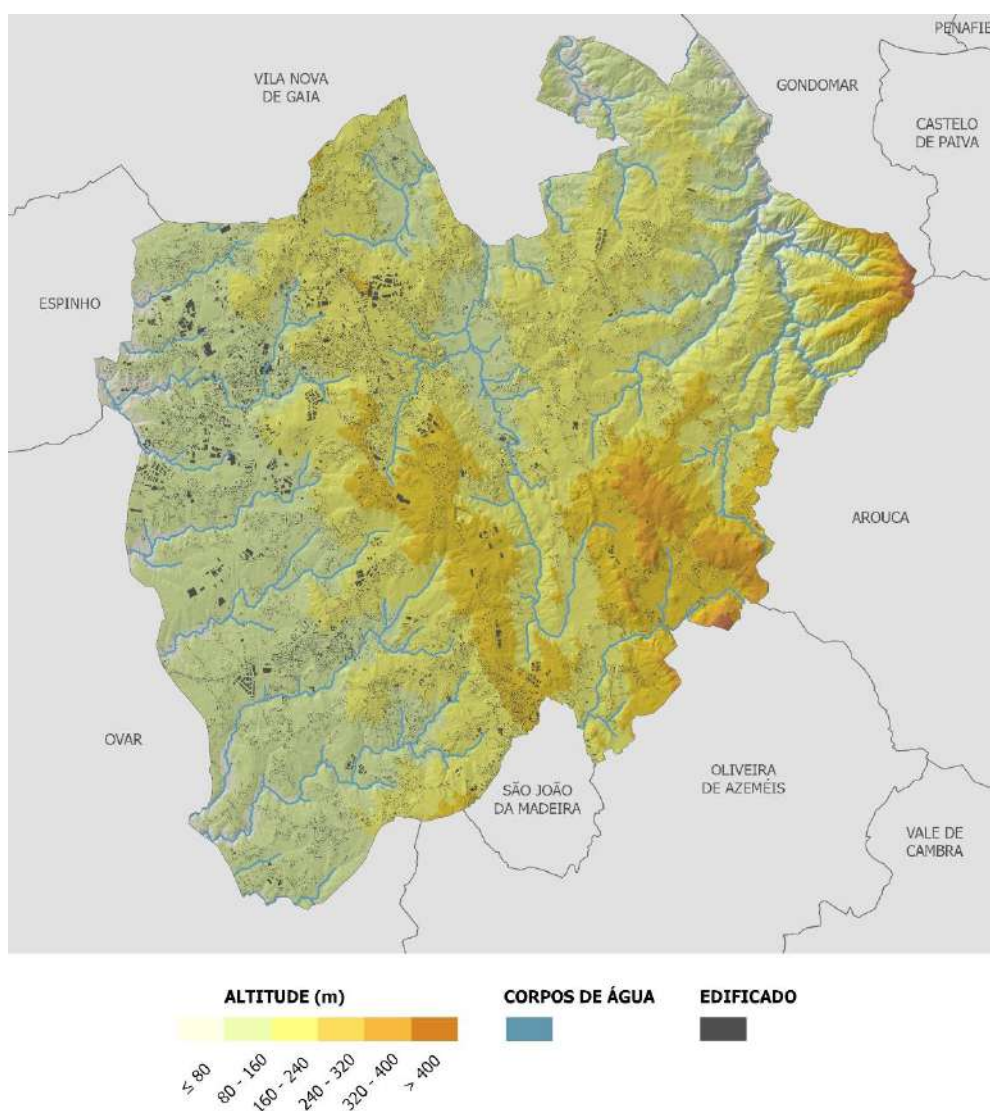 PENAFIE
VILA NOVA
DE GAIA
GONDOMAR
CASTELO
DE PAIVA
ESPINHO
AROUCA
OVAR
SÃO JOÃO
DA MADEIRA
OLIVEIRA
DE AZEMÉIS
VALE DE
CAMBRA
ALTITUDE (m)
≤ 80
80 - 160
160 - 240
240 - 320
320 - 400
> 400
CORPOS DE ÁGUA
EDIFICADO